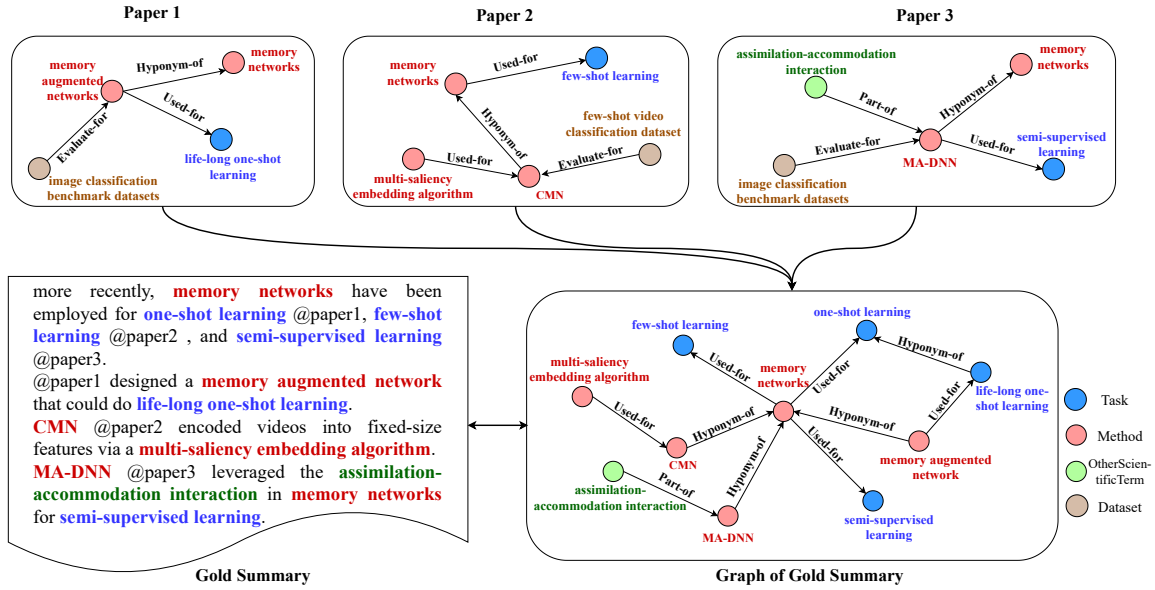 Paper 1
memory
augmented
networks
Hyponym-of
memory
networks
Used-for
Evaluate-for
life-long one-shot
learning
image classification
benchmark datasets
Paper 2
memory
networks
Used-for
few-shot learning
Hyponym-of
few-shot video
classification dataset
Used-for
Evaluate-for
multi-saliency
embedding algorithm
CMN
Paper 3
assimilation-accommodation
interaction
memory
networks
Part-of
Hyponym-of
Evaluate-for
MA-DNN
Used-for
semi-supervised
learning
image classification
benchmark datasets
more recently, memory networks have been
employed for one-shot learning @paper1, few-shot
learning @paper2 , and semi-supervised learning
@paper3.
@paper1 designed a memory augmented network
that could do life-long one-shot learning.
CMN @paper2 encoded videos into fixed-size
features via a multi-saliency embedding algorithm.
MA-DNN @paper3 leveraged the assimilation-
accommodation interaction in memory networks
for semi-supervised learning.
Gold Summary
one-shot learning
few-shot learning
Hyponym-of
multi-saliency
embedding algorithm
Used-for
memory
networks
Used-for
life-long one-
shot learning
Used-for
Used-for
Hyponym-of
Hyponym-of
CMN
memory augmented
network
Used-for
Hyponym-of
assimilation-
accommodation interaction
Part-of
MA-DNN
semi-supervised
learning
Graph of Gold Summary
Task
Method
OtherScien-
tificTerm
Dataset